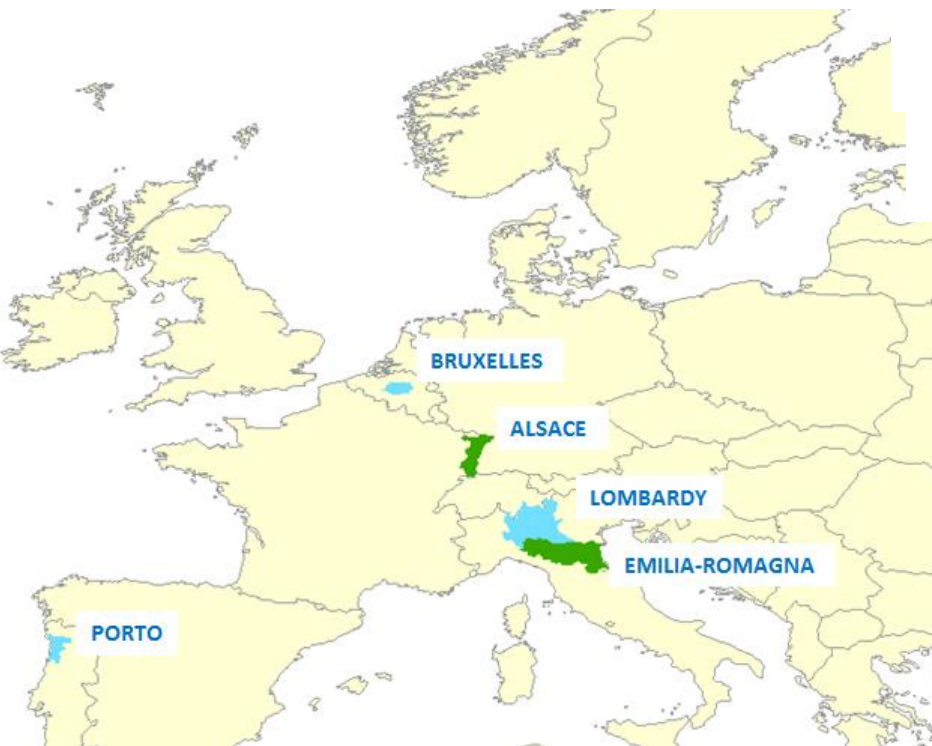 BRUXELLES
ALSACE
LOMBARDY
EMILIA-ROMAGNA
PORTO